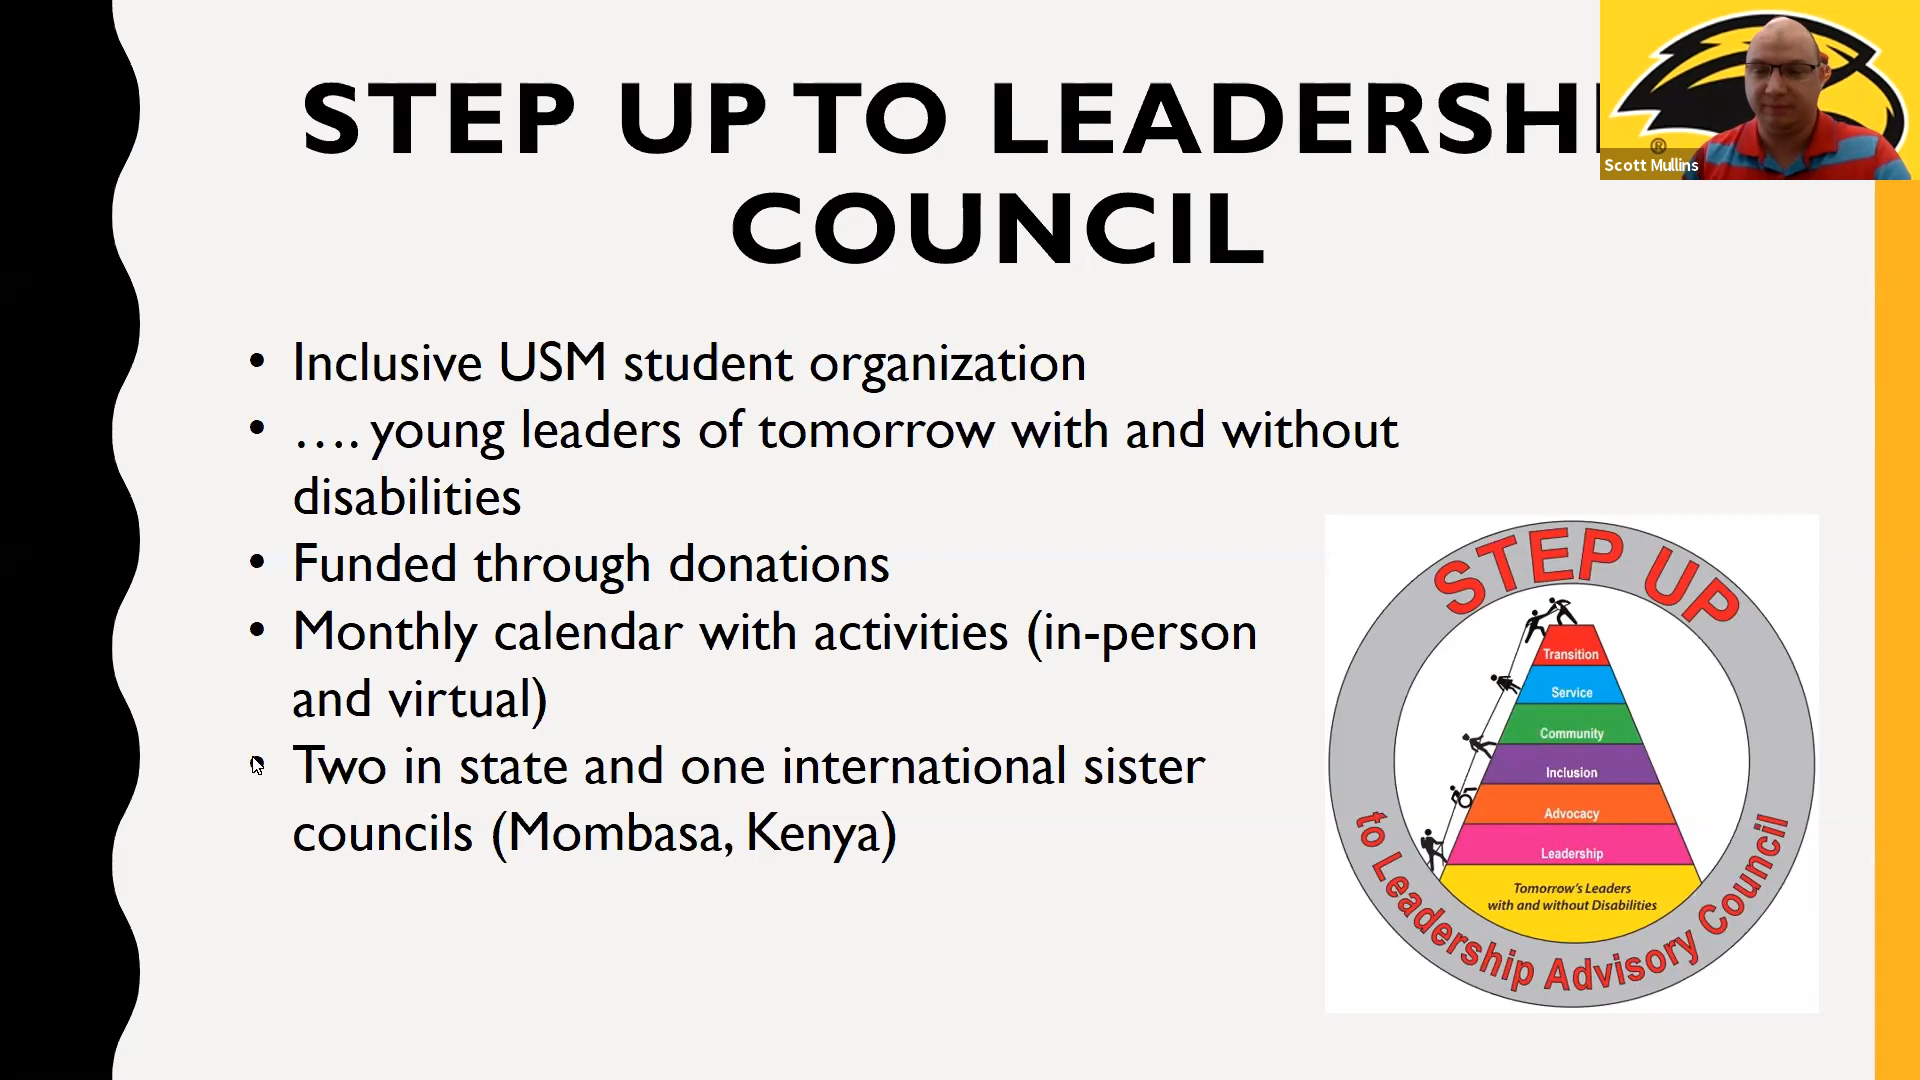 STEP UP TO LEADERSHI
COUNCIL
®
Scott Mullins
• Inclusive USM student organization
• …. young leaders of tomorrow with and without
disabilities
• Funded through donations
• Monthly calendar with activities (in-person
and virtual)
• Two in state and one international sister
councils (Mombasa, Kenya)
STEP UP
Transition
Service
Community
Inclusion
Advocacy
Leadership
Tomorrow's Leaders
with and without Disabilities
to Leadership Advisory Council